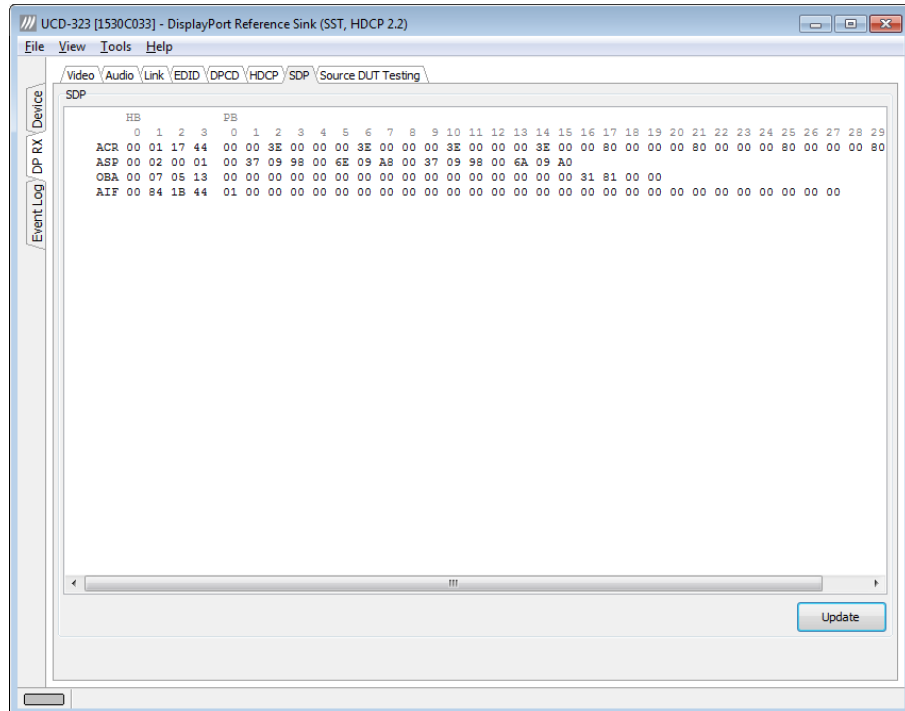 UCD-323 [1530C033] - DisplayPort Reference Sink (SST, HDCP 2.2)
File View Tools Help
Video Audio Link EDID DPCD HDCP SDP Source DUT Testing
Device
DP RX
Event Log
SDP
HB PB
0 1 2 3 0 1 2 3 4 5 6 7 8 9 10 11 12 13 14 15 16 17 18 19 20 21 22 23 24 25 26 27 28 29
ACR 00 01 17 44 00 00 3E 00 00 00 3E 00 00 00 3E 00 00 00 3E 00 00 80 00 00 00 80 00 00 00 80 00 00 00 80
ASP 00 02 00 01 00 37 09 98 00 6E 09 A8 00 37 09 98 00 6A 09 A0
OBA 00 07 05 13 00 00 00 00 00 00 00 00 00 00 00 00 00 00 00 00 31 81 00 00
AIF 00 84 1B 44 01 00 00 00 00 00 00 00 00 00 00 00 00 00 00 00 00 00 00 00 00 00 00 00 00 00 00 00
Update